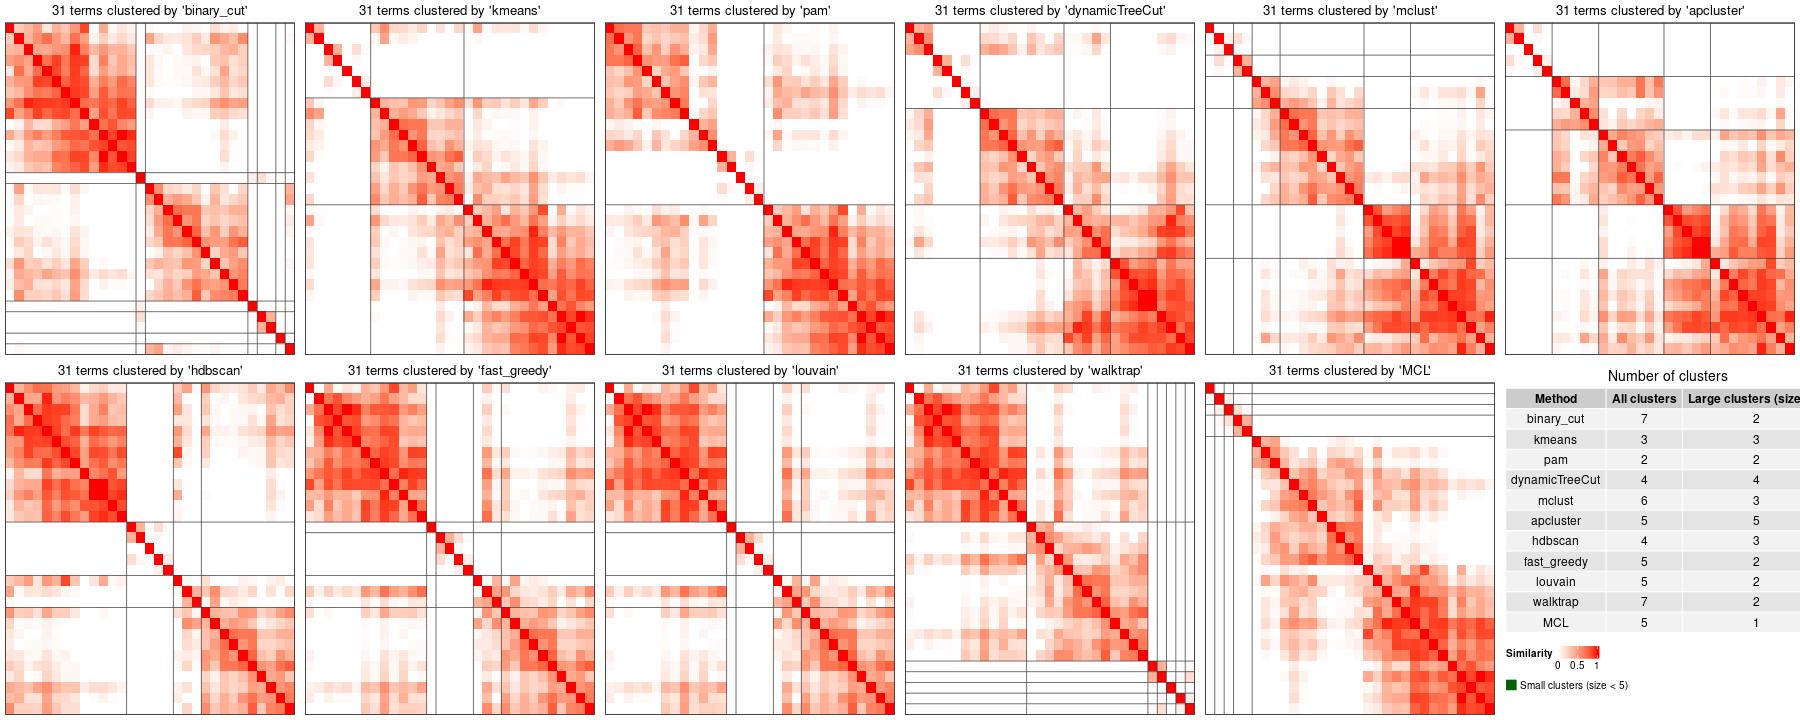 31 terms clustered by 'binary_cut'
31 terms clustered by 'kmeans'
31 terms clustered by 'pam'
31 terms clustered by 'dynamicTreeCut'
31 terms clustered by 'mclust'
31 terms clustered by 'apcluster'
31 terms clustered by 'hdbscan'
31 terms clustered by 'fast_greedy'
31 terms clustered by 'louvain'
31 terms clustered by 'walktrap'
31 terms clustered by 'MCL'
Number of clusters
Method All clusters Large clusters (size
binary_cut 7 2
kmeans 3 3
pam 2 2
dynamicTreeCut 4 4
mclust 6 3
apcluster 5 5
hdbscan 4 3
fast_greedy 5 2
louvain 5 2
walktrap 7 2
MCL 5 1
Similarity
0 0.5 1
Small clusters (size < 5)